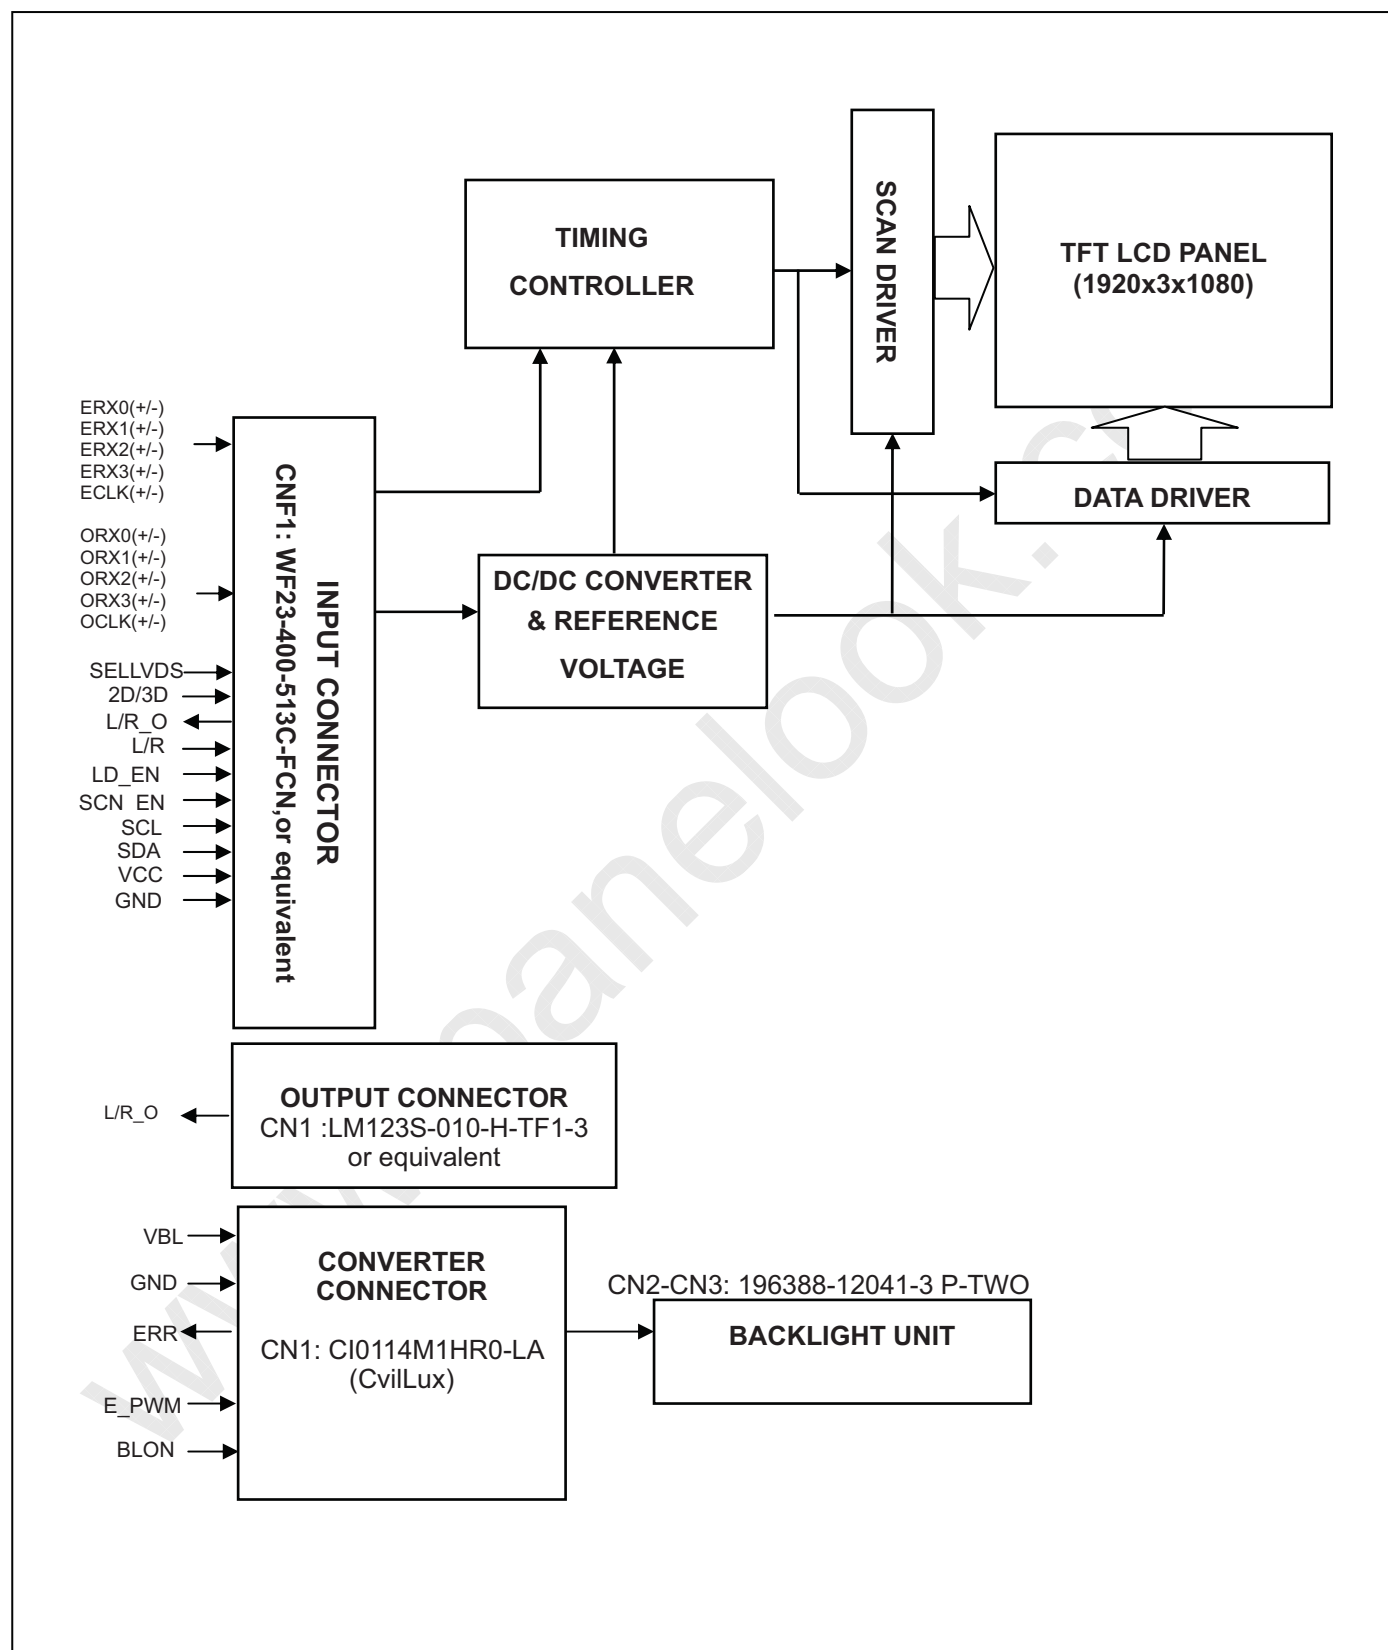 TIMING
CONTROLLER
SCAN DRIVER
TFT LCD PANEL
(1920x3x1080)
ERX0(+/-)
ERX1(+/-)
ERX2(+/-)
ERX3(+/-)
ECLK(+/-)
ORX0(+/-)
ORX1(+/-)
ORX2(+/-)
ORX3(+/-)
OCLK(+/-)
SELLVDS
2D/3D
L/R_O
L/R
LD_EN
SCN_EN
SCL
SDA
VCC
GND
INPUT CONNECTOR
CNF1: WF23-400-513C-FCN,or equivalent
DATA DRIVER
DC/DC CONVERTER
& REFERENCE
VOLTAGE
L/R_O
OUTPUT CONNECTOR
CN1 :LM123S-010-H-TF1-3
or equivalent
VBL
GND
ERR
E_PWM
BLON
CONVERTER
CONNECTOR
CN1: CI0114M1HR0-LA
(CvilLux)
CN2-CN3: 196388-12041-3 P-TWO
BACKLIGHT UNIT